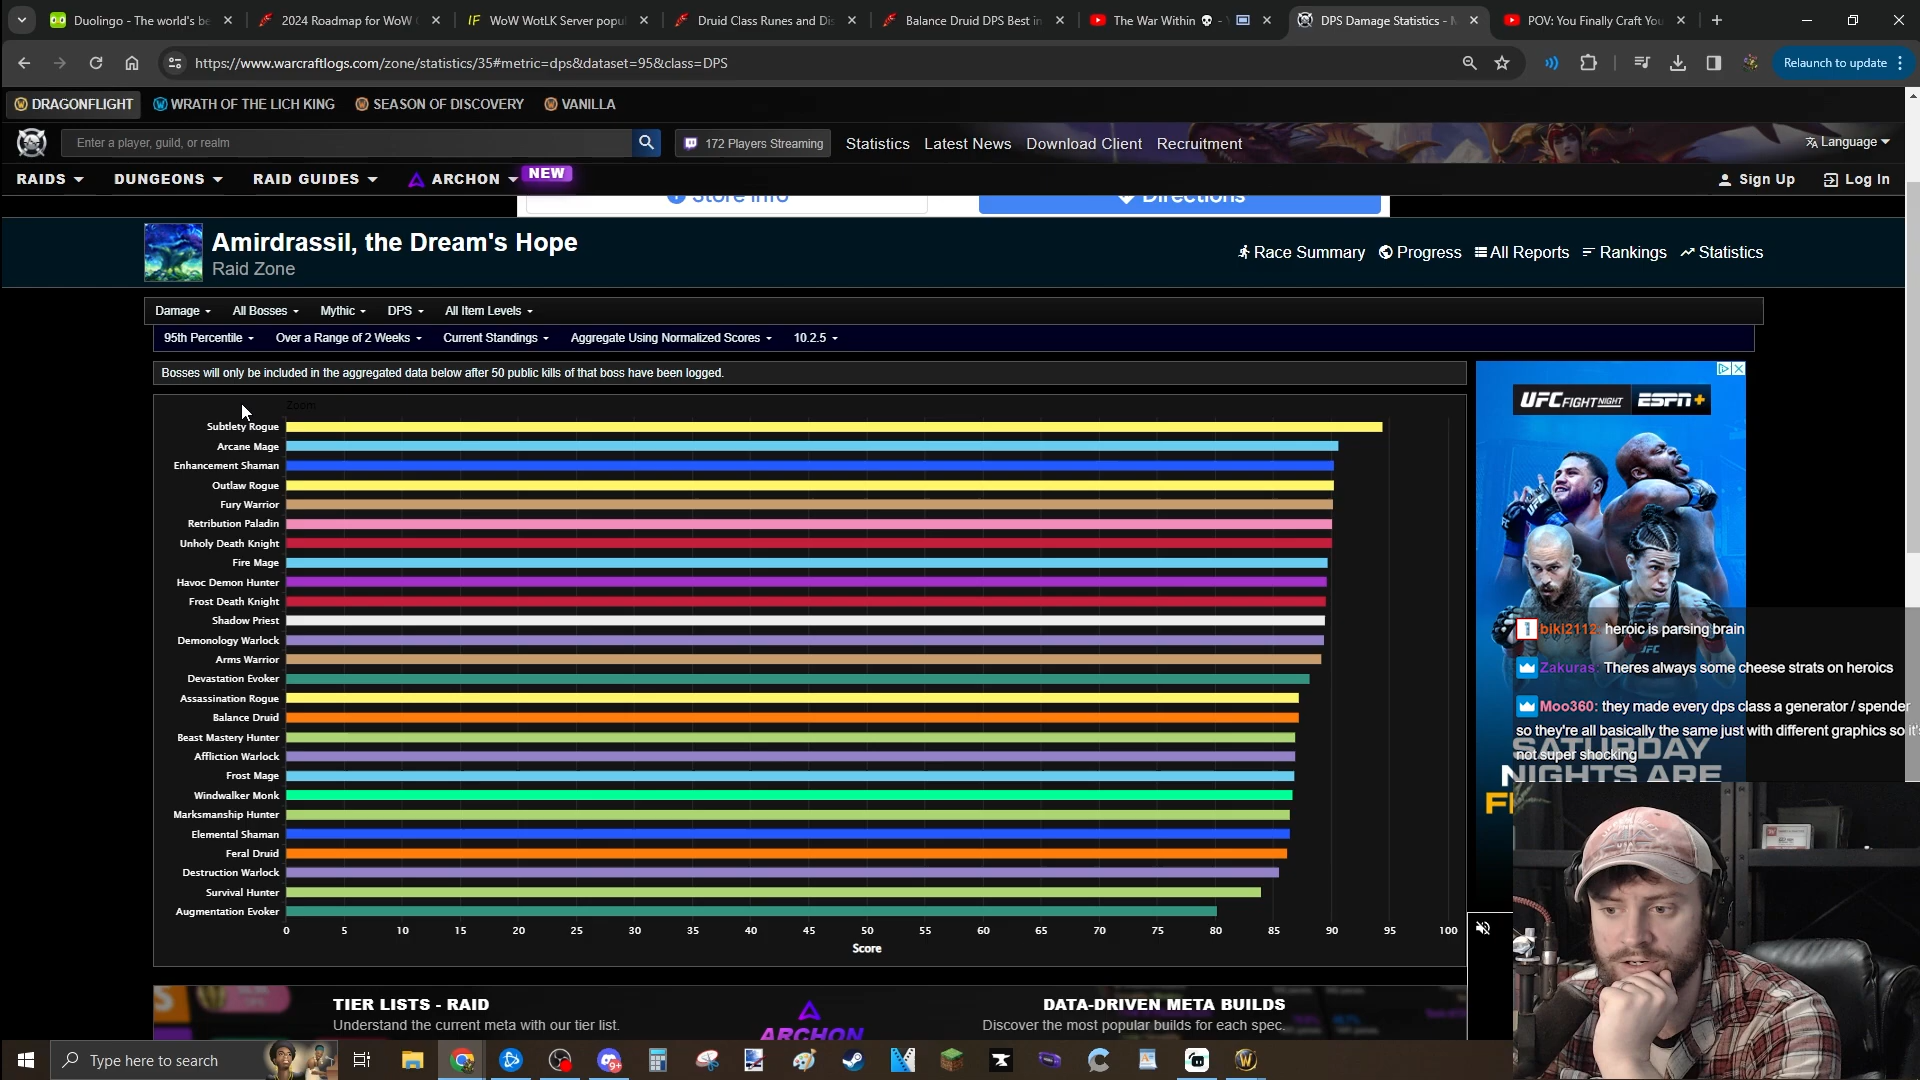 Duolingo - The world's be
2024 Roadmap for WoW
WoW WotLK Server popu
Druid Class Runes and Dis
Balance Druid DPS Best in
The War Within
DPS Damage Statistics -
POV: You Finally Craft You
https://www.warcraftlogs.com/zone/statistics/35#metric=dps&dataset=95&class=DPS
Relaunch to update
DRAGONFLIGHT WRATH OF THE LICH KING SEASON OF DISCOVERY VANILLA
Enter a player, guild, or realm
172 Players Streaming
Statistics Latest News Download Client Recruitment
Language
RAIDS DUNGEONS RAID GUIDES ARCHON NEW
Sign Up Log In
Store info
Directions
Amirdrassil, the Dream's Hope
Raid Zone
Race Summary Progress All Reports Rankings Statistics
Damage All Bosses Mythic DPS All Item Levels
95th Percentile Over a Range of 2 Weeks Current Standings Aggregate Using Normalized Scores 10.2.5
Bosses will only be included in the aggregated data below after 50 public kills of that boss have been logged.
Zoom
Subtlety Rogue
Arcane Mage
Enhancement Shaman
Outlaw Rogue
Fury Warrior
Retribution Paladin
Unholy Death Knight
Fire Mage
Havoc Demon Hunter
Frost Death Knight
Shadow Priest
Demonology Warlock
Arms Warrior
Devastation Evoker
Assassination Rogue
Balance Druid
Beast Mastery Hunter
Affliction Warlock
Frost Mage
Windwalker Monk
Marksmanship Hunter
Elemental Shaman
Feral Druid
Destruction Warlock
Survival Hunter
Augmentation Evoker
0 5 10 15 20 25 30 35 40 45 50 55 60 65 70 75 80 85 90 95 100
Score
UFC FIGHT NIGHT ESPN+
UFC
biki2112: heroic is parsing brain
Zakuras: Theres always some cheese strats on heroics
Moo360: they made every dps class a generator / spender
so they're all basically the same just with different graphics so it's
not super shocking
SATURDAY
NIGHTS ARE
TIER LISTS - RAID
Understand the current meta with our tier list.
ARCHON
DATA-DRIVEN META BUILDS
Discover the most popular builds for each spec.
Type here to search